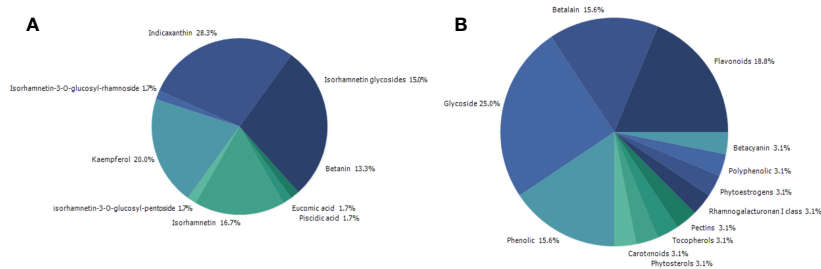 A
Indicaxanthin 28.3%
Isorhamnetin glycosides 15.0%
Isorhamnetin-3-O-glucosyl-rhamnoside 1.7%
Kaempferol 20.0%
Betanin 13.3%
isorhamnetin-3-O-glucosyl-pentoside 1.7%
Eucomic acid 1.7%
Piscidic acid 1.7%
Isorhamnetin 16.7%
B
Betalain 15.6%
Flavonoids 18.8%
Glycoside 25.0%
Betacyanin 3.1%
Polyphenolic 3.1%
Phytoestrogens 3.1%
Rhamnogalacturonan I class 3.1%
Pectins 3.1%
Tocopherols 3.1%
Carotenoids 3.1%
Phytosterols 3.1%
Phenolic 15.6%